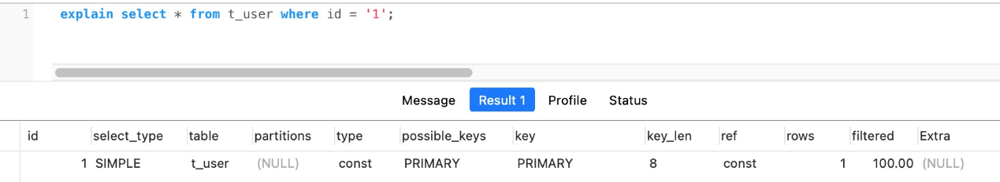 1 explain select * from t_user where id = '1';
Message Result 1 Profile Status
id select_type table partitions type possible_keys key key_len ref rows filtered Extra
1 SIMPLE t_user (NULL) const PRIMARY PRIMARY 8 const 1 100.00 (NULL)